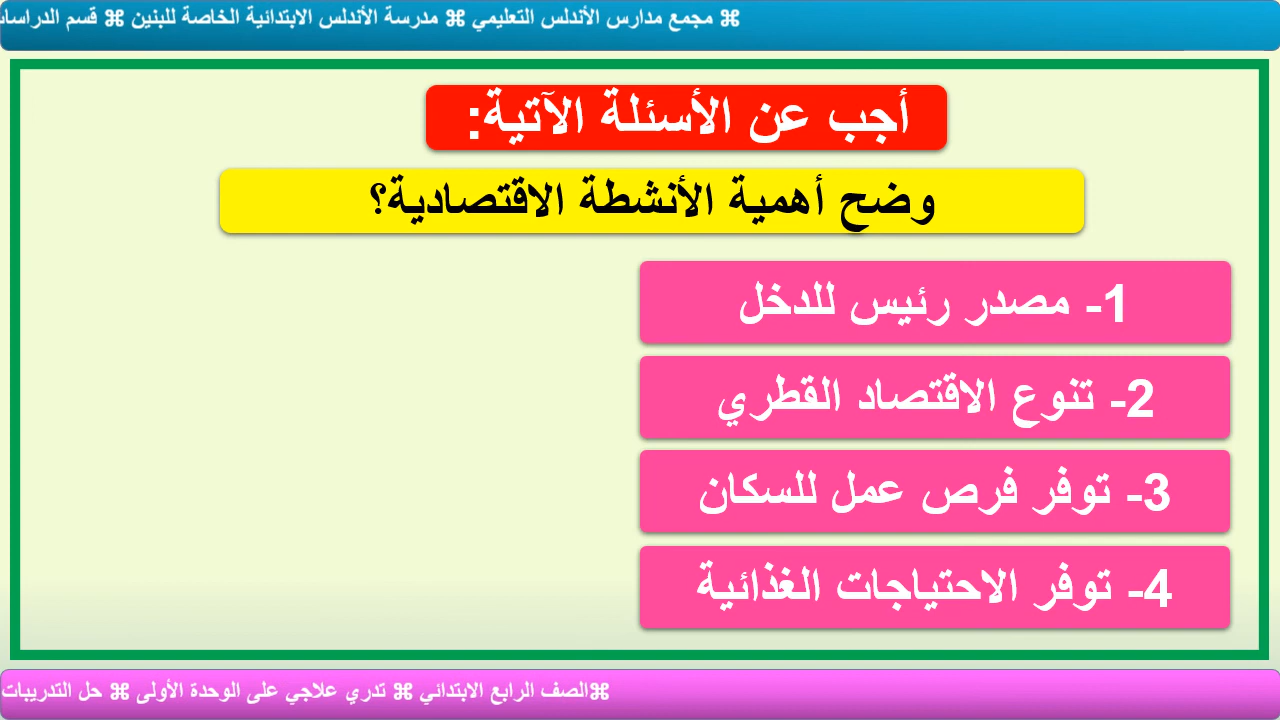 ⌘ مجمع مدارس الأندلس التعليمي ⌘ مدرسة الأندلس الابتدائية الخاصة للبنين ⌘ قسم
أجب عن الأسئلة الآتية:
وضح أهمية الأنشطة الاقتصادية؟
1- مصدر رئيس للدخل
2- تنوع الاقتصاد القطري
3- توفر فرص عمل للسكان
4- توفر الاحتياجات الغذائية
⌘الصف الرابع الابتدائي ⌘ تدري علاجي على الوحدة الأولى ⌘ حل التدريبات